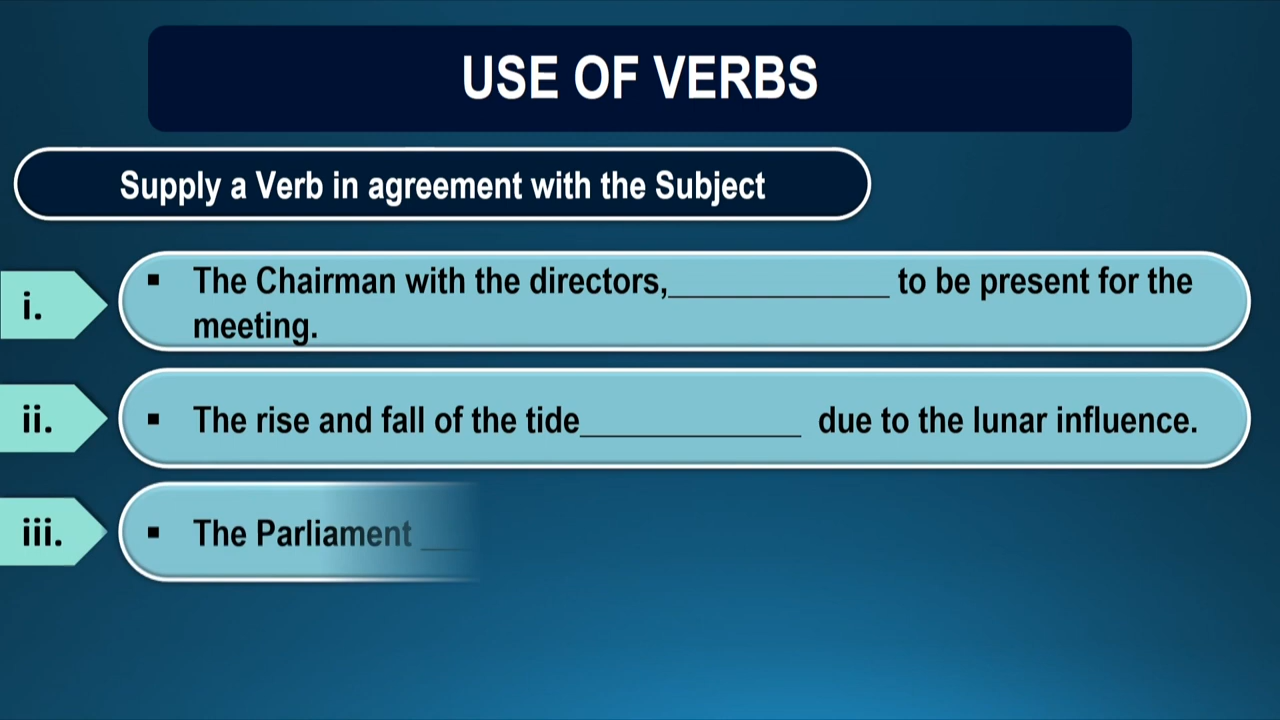 USE OF VERBS
Supply a Verb in agreement with the Subject
i.
▪ The Chairman with the directors,_____________ to be present for the
meeting.
ii.
▪ The rise and fall of the tide_____________ due to the lunar influence.
iii.
▪ The Parliament ___